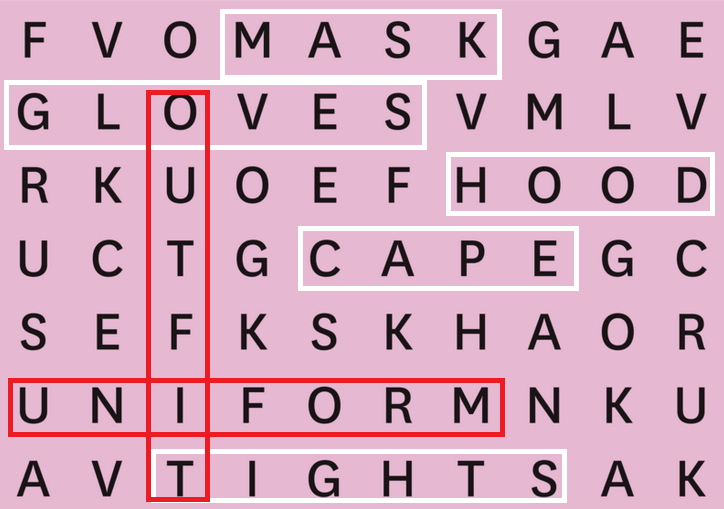 F V O M A S K G A E
G L O V E S V M L V
R K U O E F H O O D
U C T G C A P E G C
S E F K S K H A O R
U N I F O R M N K U
A V T I G H T S A K